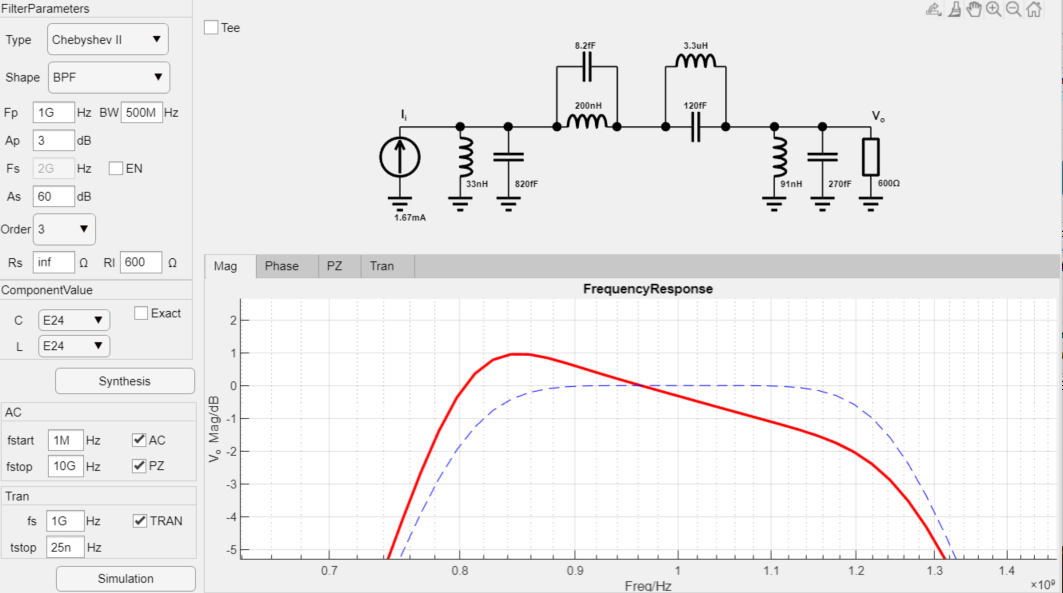 FilterParameters
Type Chebyshev II
Shape BPF
Fp 1G Hz BW 500M Hz
Ap 3 dB
Fs 2G Hz EN
As 60 dB
Order 3
Rs inf Ω Rl 600 Ω
ComponentValue
C E24 Exact
L E24
Synthesis
AC
fstart 1M Hz AC
fstop 10G Hz PZ
Tran
fs 1G Hz TRAN
tstop 25n Hz
Simulation
Tee
8.2fF 3.3uH
200nH 120fF
Ii Vo
33nH 820fF 91nH 270fF 600Ω
1.67mA
Mag Phase PZ Tran
FrequencyResponse
Vo Mag/dB
2
1
0
-1
-2
-3
-4
-5
0.7 0.8 0.9 1 1.1 1.2 1.3 1.4
Freq/Hz
×10⁹